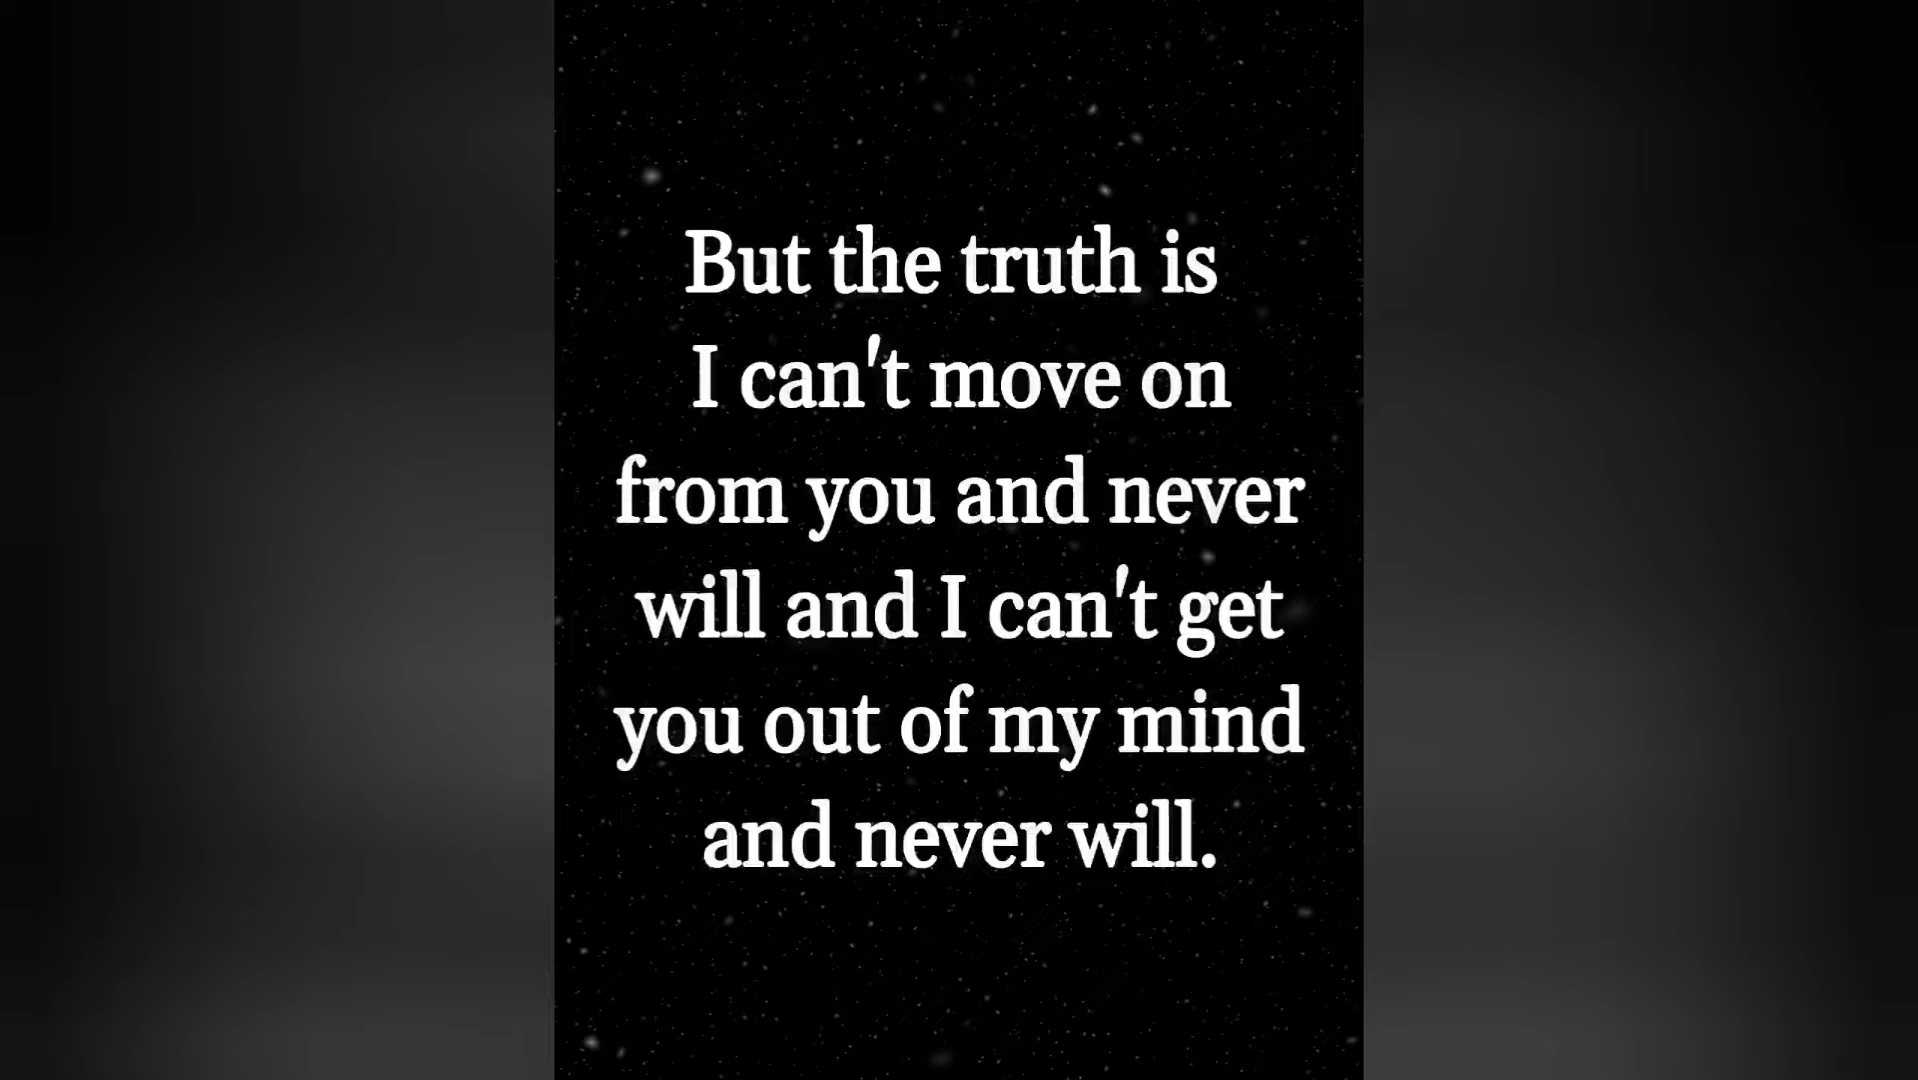 But the truth is
I can't move on
from you and never
will and I can't get
you out of my mind
and never will.